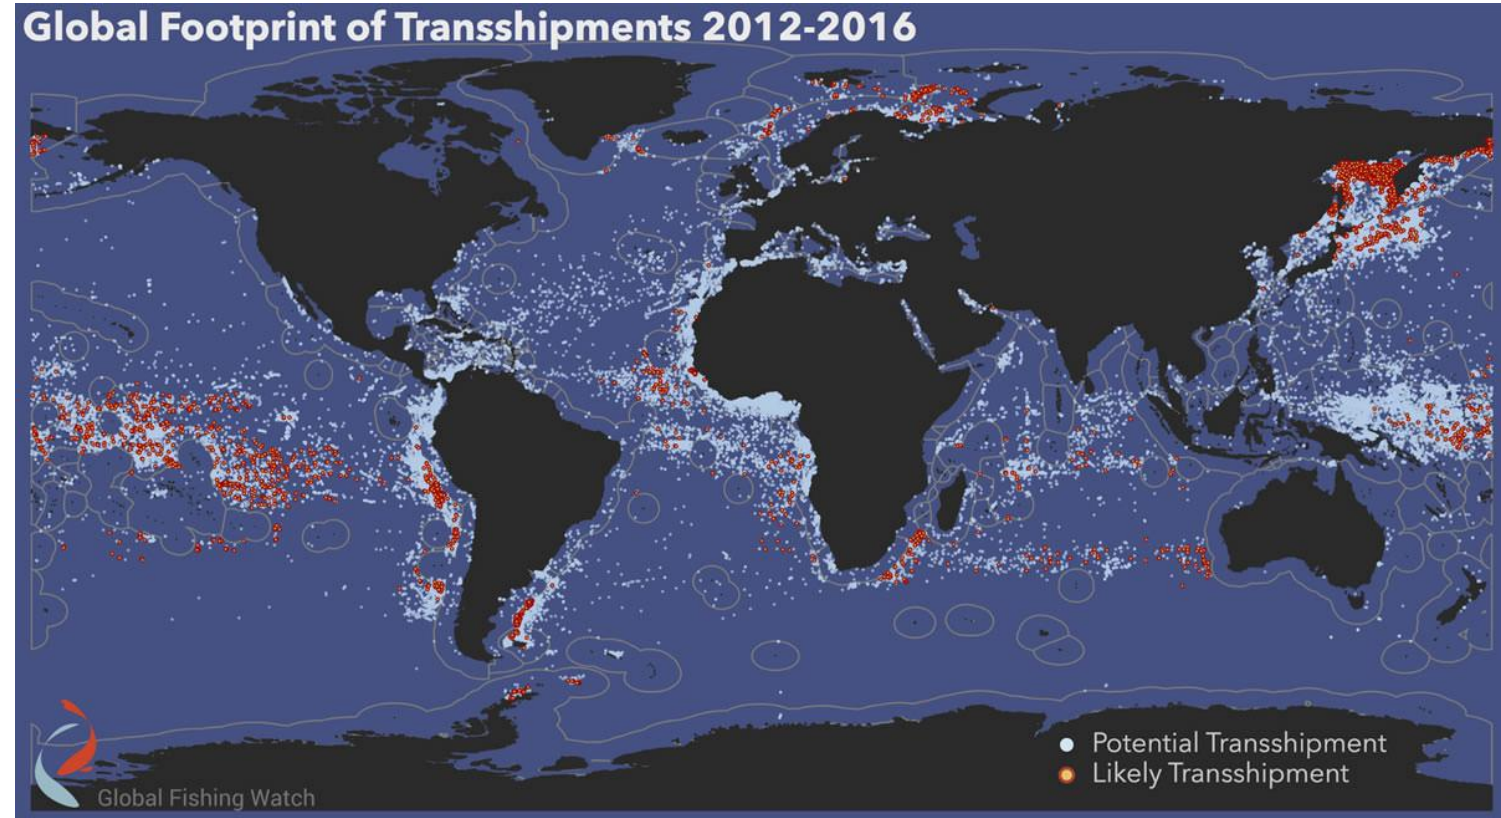 Global Footprint of Transshipments 2012-2016
Potential Transshipment
Likely Transshipment
Global Fishing Watch